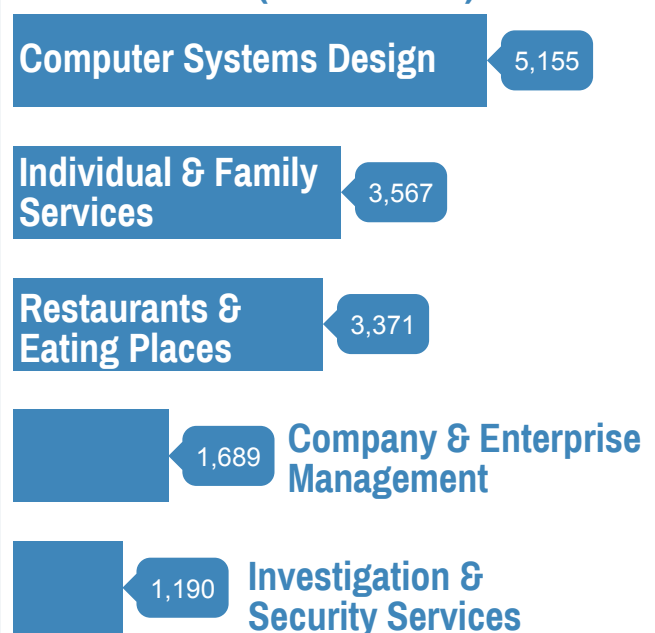 Computer Systems Design
5,155
Individual & Family
Services
3,567
Restaurants &
Eating Places
3,371
1,689
Company & Enterprise
Management
1,190
Investigation &
Security Services